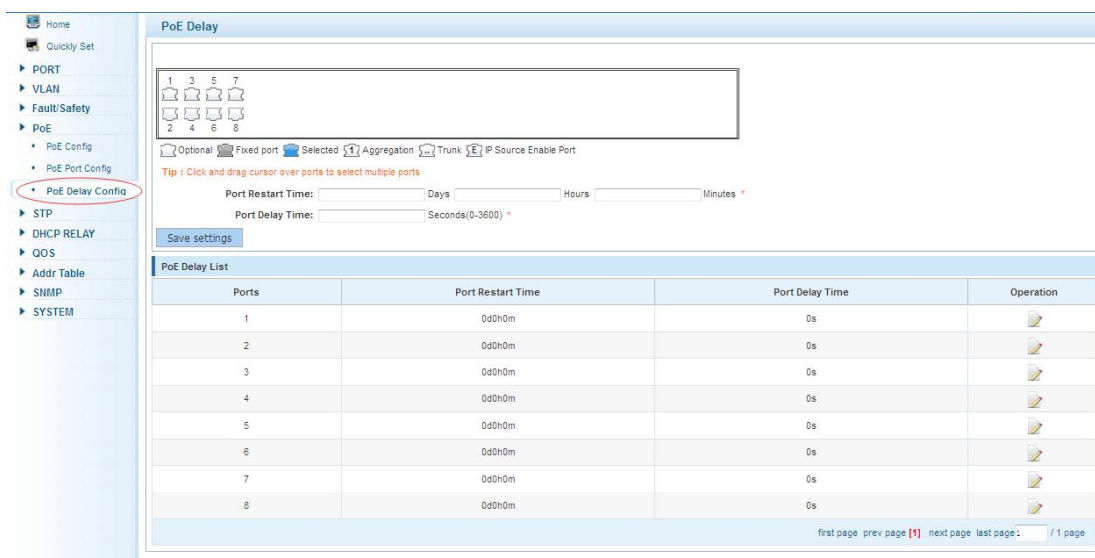 Home
Quickly Set
PORT
VLAN
Fault/Safety
PoE
PoE Config
PoE Port Config
PoE Delay Config
STP
DHCP RELAY
QOS
Addr Table
SNMP
SYSTEM
PoE Delay
1 3 5 7
2 4 6 8
Optional Fixed port Selected 1 Aggregation ... Trunk E IP Source Enable Port
Tip : Click and drag cursor over ports to select multiple ports
Port Restart Time: Days Hours Minutes *
Port Delay Time: Seconds(0-3600) *
Save settings
PoE Delay List
Ports Port Restart Time Port Delay Time Operation
1 0d0h0m 0s
2 0d0h0m 0s
3 0d0h0m 0s
4 0d0h0m 0s
5 0d0h0m 0s
6 0d0h0m 0s
7 0d0h0m 0s
8 0d0h0m 0s
first page prev page [1] next page last page 1 / 1 page